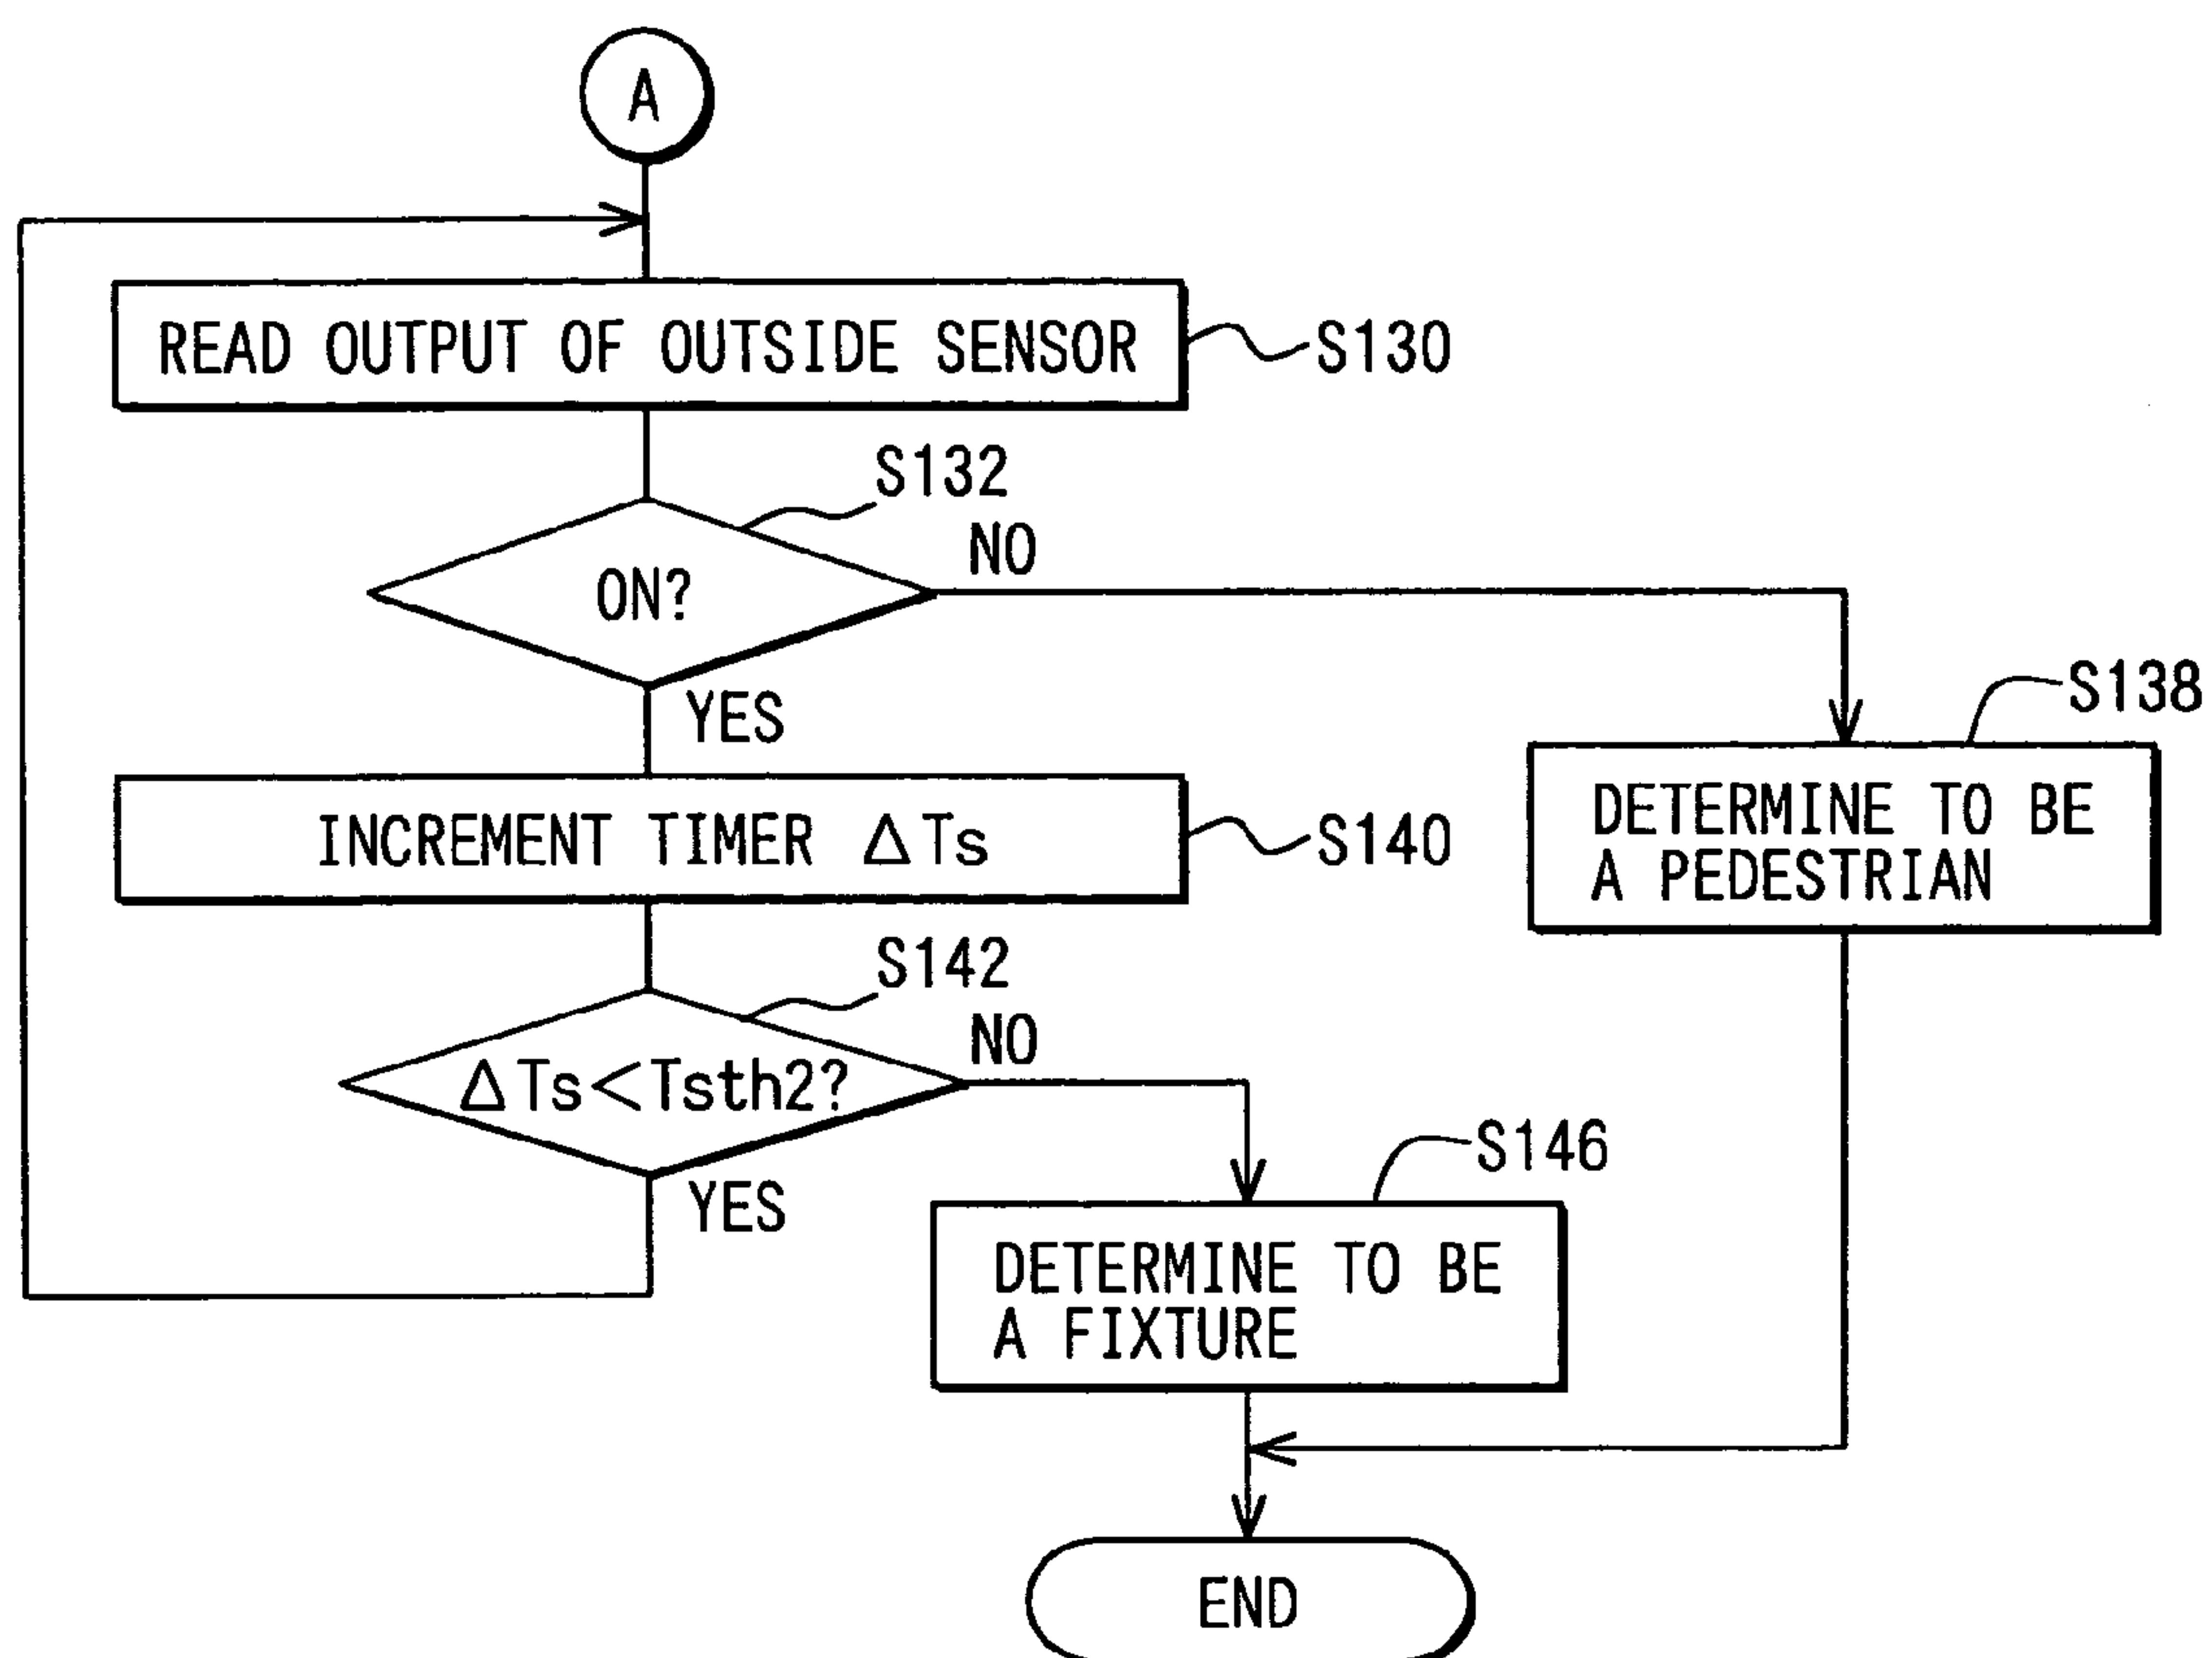 A
READ OUTPUT OF OUTSIDE SENSOR
S130
S132
ON?
NO
YES
S138
DETERMINE TO BE
A PEDESTRIAN
INCREMENT TIMER ΔTs
S140
S142
ΔTs<Tsth2?
NO
YES
S146
DETERMINE TO BE
A FIXTURE
END